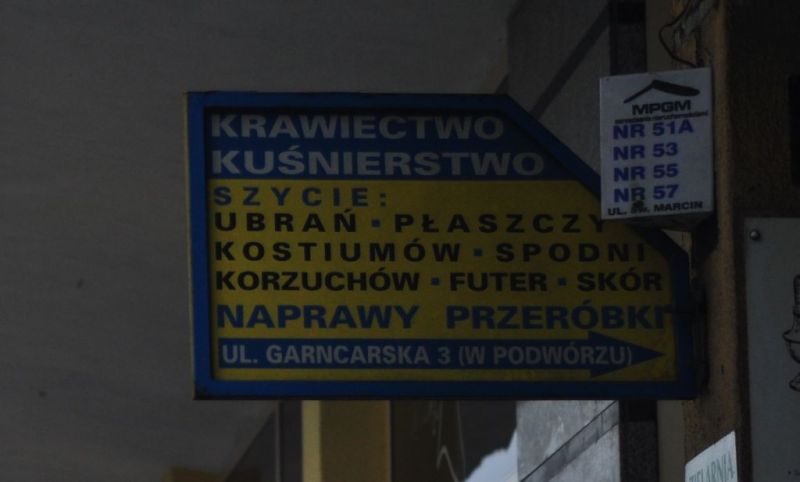 KRAWIECTWO
KUŚNIERSTWO
SZYCIE:
UBRAŃ · PŁASZCZY
KOSTIUMÓW · SPODNI
KORZUCHÓW · FUTER · SKÓR
NAPRAWY PRZERÓBKI
UL. GARNCARSKA 3 (W PODWÓRZU)
MPGM
NR 51A
NR 53
NR 55
NR 57
UL. ŚW. MARCIN